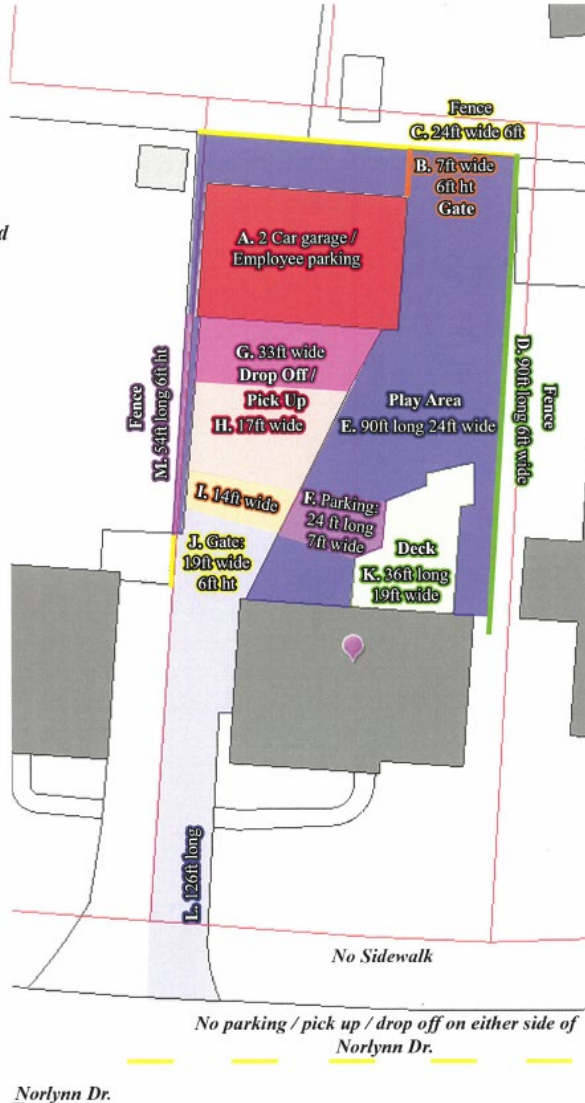 Fence
C. 24ft wide 6ft
B. 7ft wide
6ft ht
Gate
d
A. 2 Car garage /
Employee parking
G. 33ft wide
Drop Off /
Pick Up
H. 17ft wide
Play Area
E. 90ft long 24ft wide
Fence
D. 90ft long 6ft wide
Fence
M. 54ft long 6ft ht
I. 14ft wide
F. Parking:
24 ft long
7ft wide
J. Gate:
19ft wide
6ft ht
Deck
K. 36ft long
19ft wide
L. 126ft long
No Sidewalk
No parking / pick up / drop off on either side of
Norlynn Dr.
Norlynn Dr.